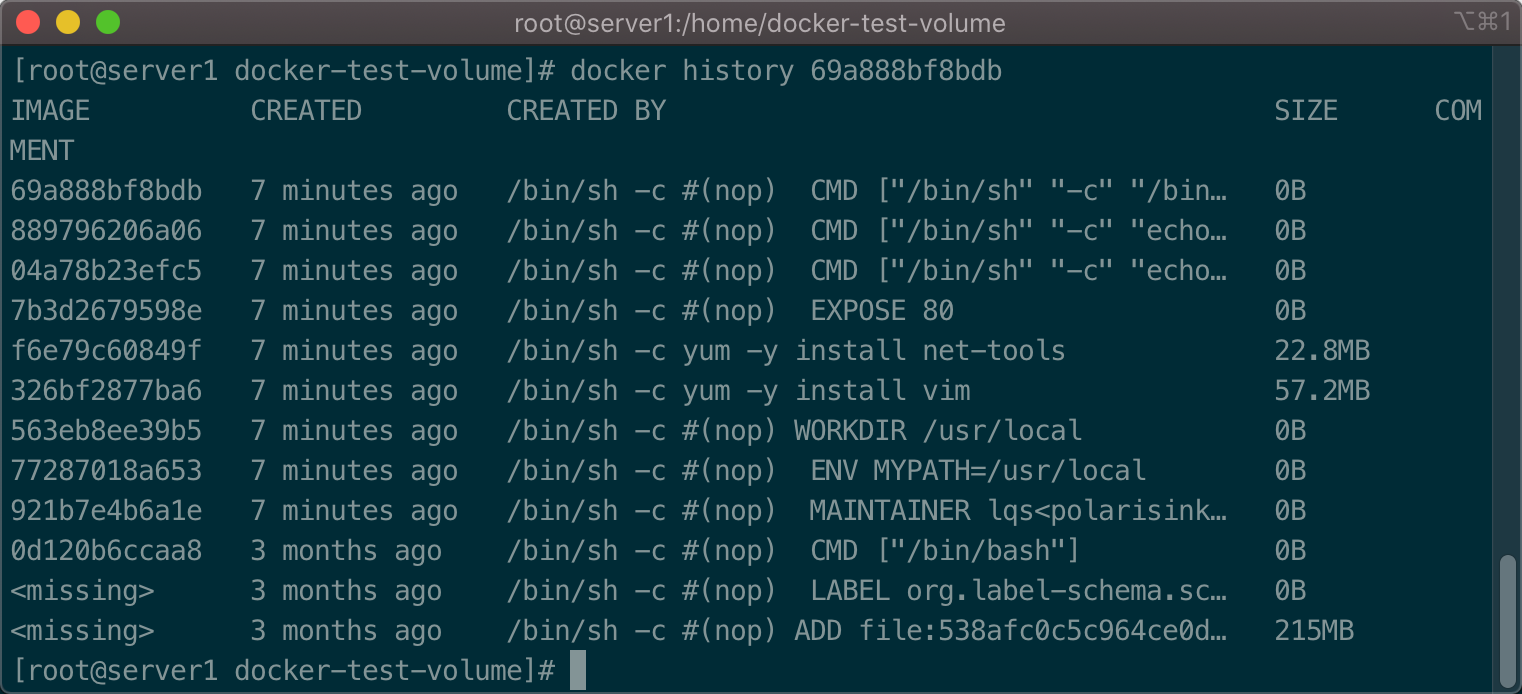 root@server1:/home/docker-test-volume ⌥⌘1
[root@server1 docker-test-volume]# docker history 69a888bf8bdb
IMAGE          CREATED         CREATED BY                                      SIZE      COM
MENT
69a888bf8bdb   7 minutes ago   /bin/sh -c #(nop)  CMD ["/bin/sh" "-c" "/bin…   0B
889796206a06   7 minutes ago   /bin/sh -c #(nop)  CMD ["/bin/sh" "-c" "echo…   0B
04a78b23efc5   7 minutes ago   /bin/sh -c #(nop)  CMD ["/bin/sh" "-c" "echo…   0B
7b3d2679598e   7 minutes ago   /bin/sh -c #(nop)  EXPOSE 80                    0B
f6e79c60849f   7 minutes ago   /bin/sh -c yum -y install net-tools             22.8MB
326bf2877ba6   7 minutes ago   /bin/sh -c yum -y install vim                   57.2MB
563eb8ee39b5   7 minutes ago   /bin/sh -c #(nop) WORKDIR /usr/local            0B
77287018a653   7 minutes ago   /bin/sh -c #(nop)  ENV MYPATH=/usr/local        0B
921b7e4b6a1e   7 minutes ago   /bin/sh -c #(nop)  MAINTAINER lqs<polarisink…   0B
0d120b6ccaa8   3 months ago    /bin/sh -c #(nop)  CMD ["/bin/bash"]            0B
<missing>      3 months ago    /bin/sh -c #(nop)  LABEL org.label-schema.sc…   0B
<missing>      3 months ago    /bin/sh -c #(nop) ADD file:538afc0c5c964ce0d…   215MB
[root@server1 docker-test-volume]#